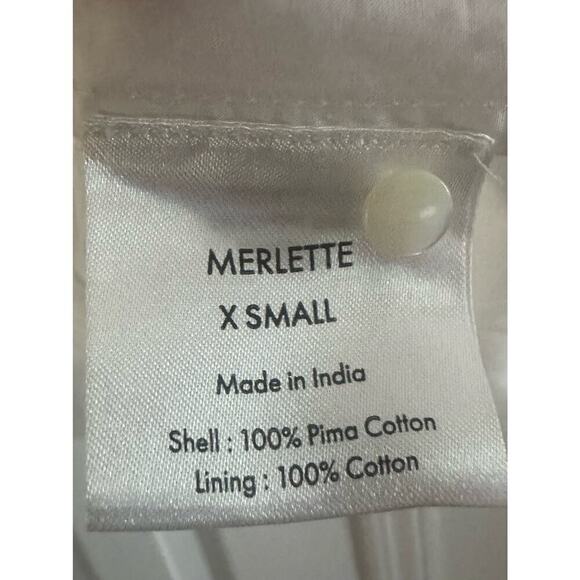 MERLETTE
X SMALL
Made in India
Shell : 100% Pima Cotton
Lining : 100% Cotton